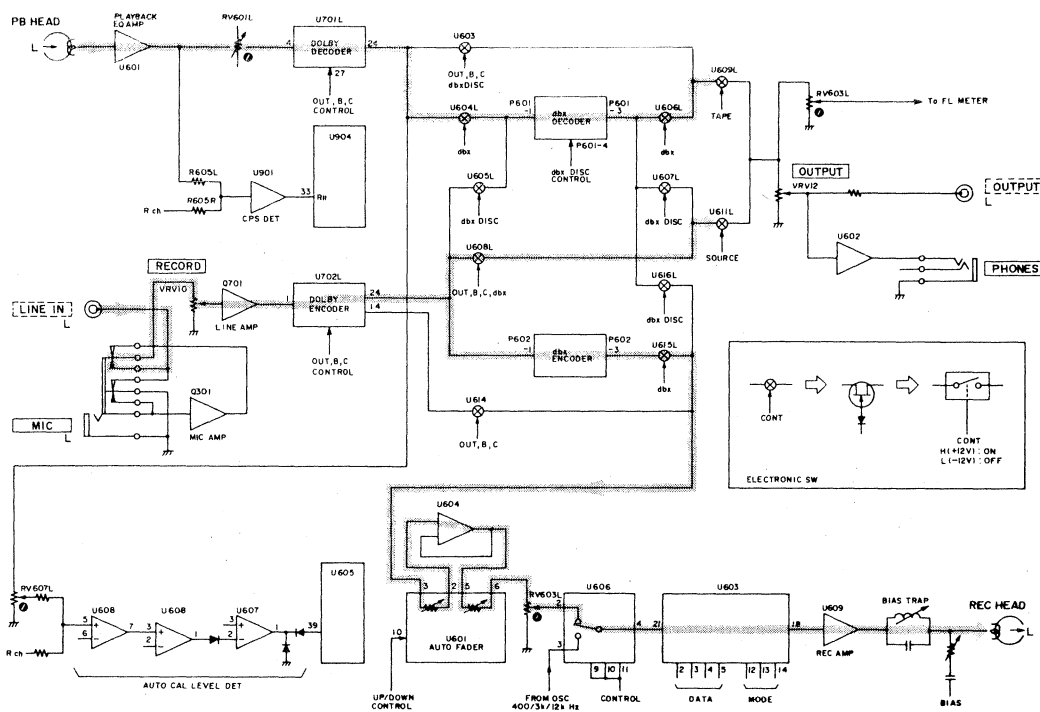 PB HEAD
L
PLAYBACK
EQ AMP
U601
RV601L
U701L
4
DOLBY
DECODER
24
27
OUT, B, C
CONTROL
U603
OUT, B, C
dbx DISC
U604L
dbx
P601
-1
dbx
DECODER
P601
-3
P601-4
dbx DISC
CONTROL
U606L
dbx
U609L
TAPE
RV603L
To FL METER
U904
R605L
R605R
R ch
U901
CPS DET
33
U605L
dbx DISC
U607L
dbx DISC
U611L
SOURCE
OUTPUT
VRV12
OUTPUT
L
U602
PHONES
RECORD
VRV10
LINE IN
L
Q701
LINE AMP
1
U702L
DOLBY
ENCODER
24
14
OUT, B, C
CONTROL
U608L
OUT, B, C, dbx
U616L
dbx DISC
P602
-1
dbx
ENCODER
P602
-3
U615L
dbx
Q301
MIC AMP
MIC
L
U614
OUT, B, C
CONT
CONT
H(+12V) : ON
L(-12V) : OFF
ELECTRONIC SW
U604
RV607L
R ch
U608
5
+
6
-
7
U608
3
+
2
-
1
U607
3
+
2
-
1
39
U605
AUTO CAL LEVEL DET
3
2
5
6
10
U601
AUTO FADER
UP/DOWN
CONTROL
RV603L
U606
2
3
4
9
10
11
FROM OSC
400/3k/12k Hz
CONTROL
U603
21
18
2
3
4
5
12
13
14
DATA
MODE
U609
REC AMP
BIAS TRAP
REC HEAD
L
BIAS